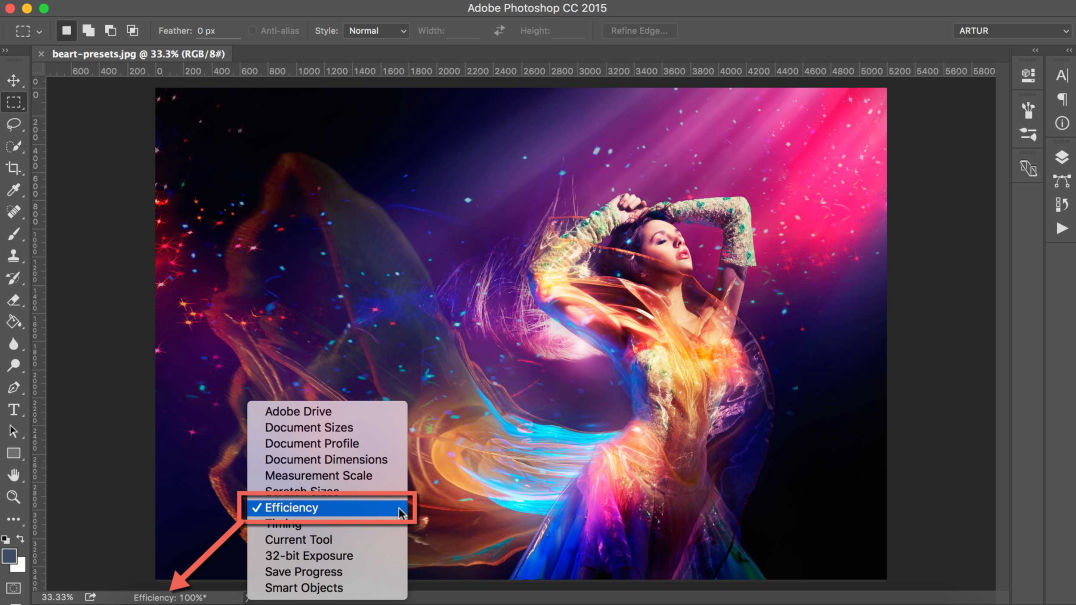 Adobe Photoshop CC 2015
Feather: 0 px Anti-alias Style: Normal Width: Height: Refine Edge... ARTUR
× beart-presets.jpg @ 33.3% (RGB/8#)
600 400 200 0 200 400 600 800 1000 1200 1400 1600 1800 2000 2200 2400 2600 2800 3000 3200 3400 3600 3800 4000 4200 4400 4600 4800 5000 5200 5400 5600 5800
Adobe Drive
Document Sizes
Document Profile
Document Dimensions
Measurement Scale
Scratch Sizes
✓ Efficiency
Timing
Current Tool
32-bit Exposure
Save Progress
Smart Objects
33.33% Efficiency: 100%*